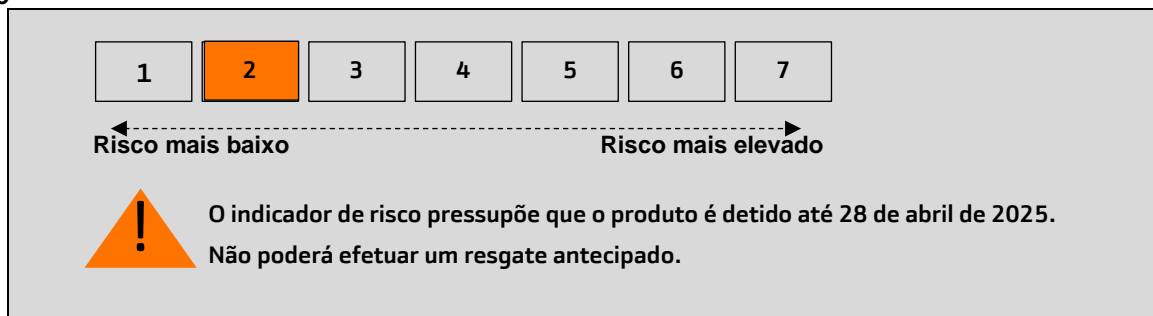 1 2 3 4 5 6 7
Risco mais baixo Risco mais elevado
! O indicador de risco pressupõe que o produto é detido até 28 de abril de 2025.
Não poderá efetuar um resgate antecipado.